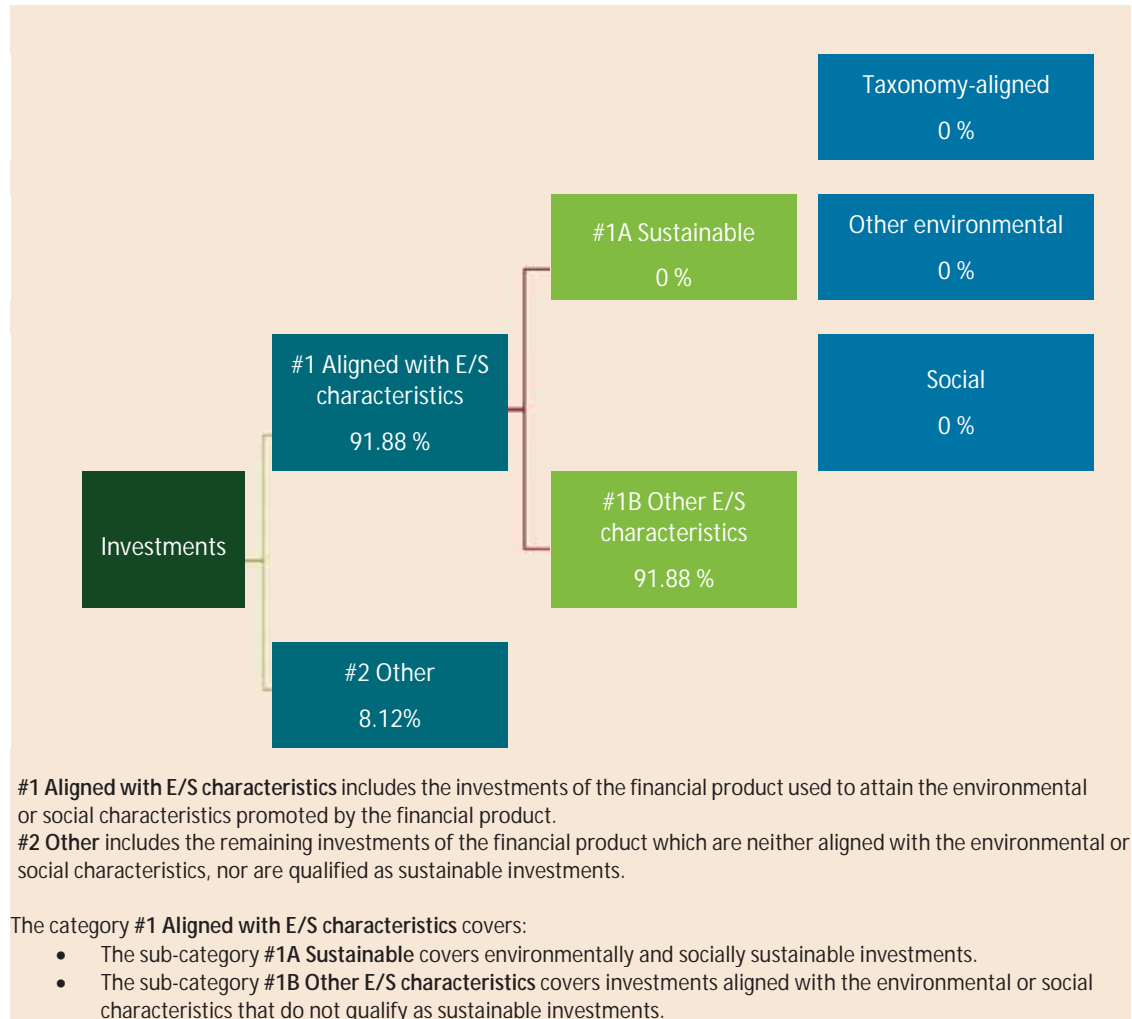 Taxonomy-aligned
0 %
#1A Sustainable
0 %
Other environmental
0 %
#1 Aligned with E/S
characteristics
91.88 %
Social
0 %
Investments
#1B Other E/S
characteristics
91.88 %
#2 Other
8.12%
#1 Aligned with E/S characteristics includes the investments of the financial product used to attain the environmental
or social characteristics promoted by the financial product.
#2 Other includes the remaining investments of the financial product which are neither aligned with the environmental or
social characteristics, nor are qualified as sustainable investments.
The category #1 Aligned with E/S characteristics covers:
• The sub-category #1A Sustainable covers environmentally and socially sustainable investments.
• The sub-category #1B Other E/S characteristics covers investments aligned with the environmental or social
characteristics that do not qualify as sustainable investments.